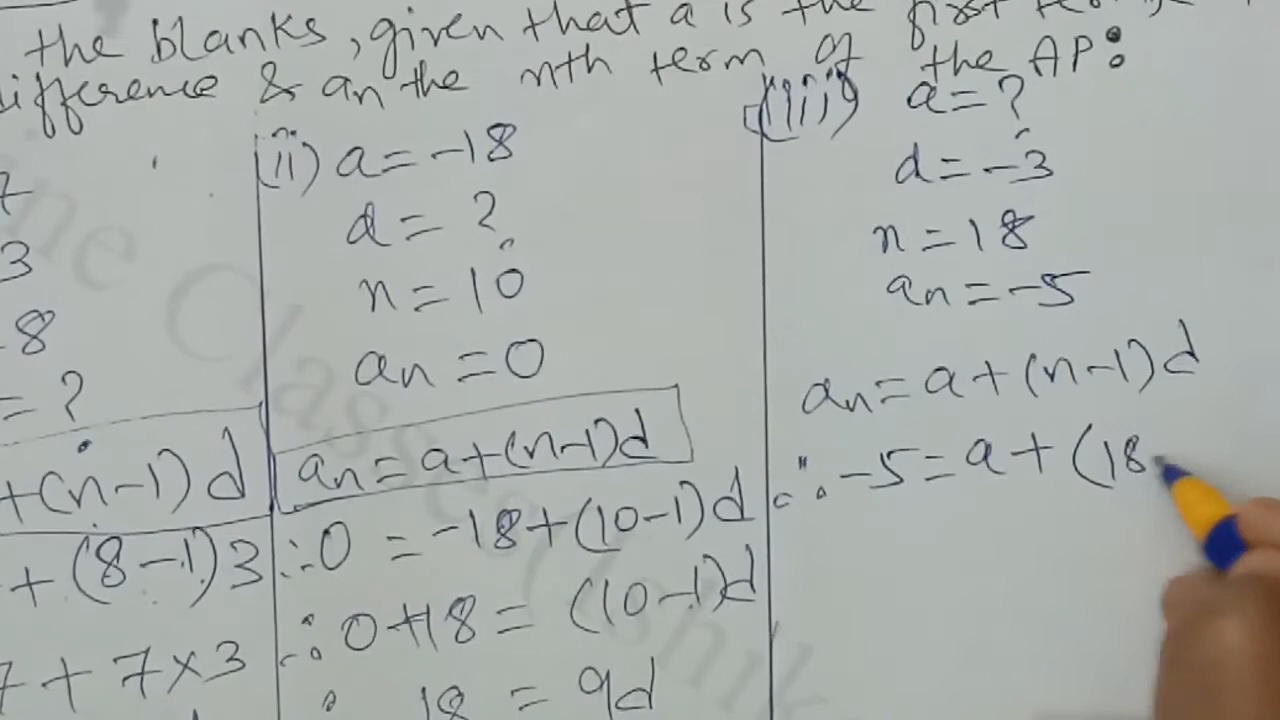 the blanks, given that a is the first
ifference & an the nth term of the AP:
7
3
8
= ?
+(n-1)d
+ (8-1)3
7 + 7×3
(ii) a = -18
d = ?
n = 10
an = 0
an = a+(n-1)d
∴ 0 = -18+(10-1)d
∴ 0+18 = (10-1)d
18 = 9d
(iii) a = ?
d = -3
n = 18
an = -5
an = a + (n-1)d
∴ -5 = a + (18